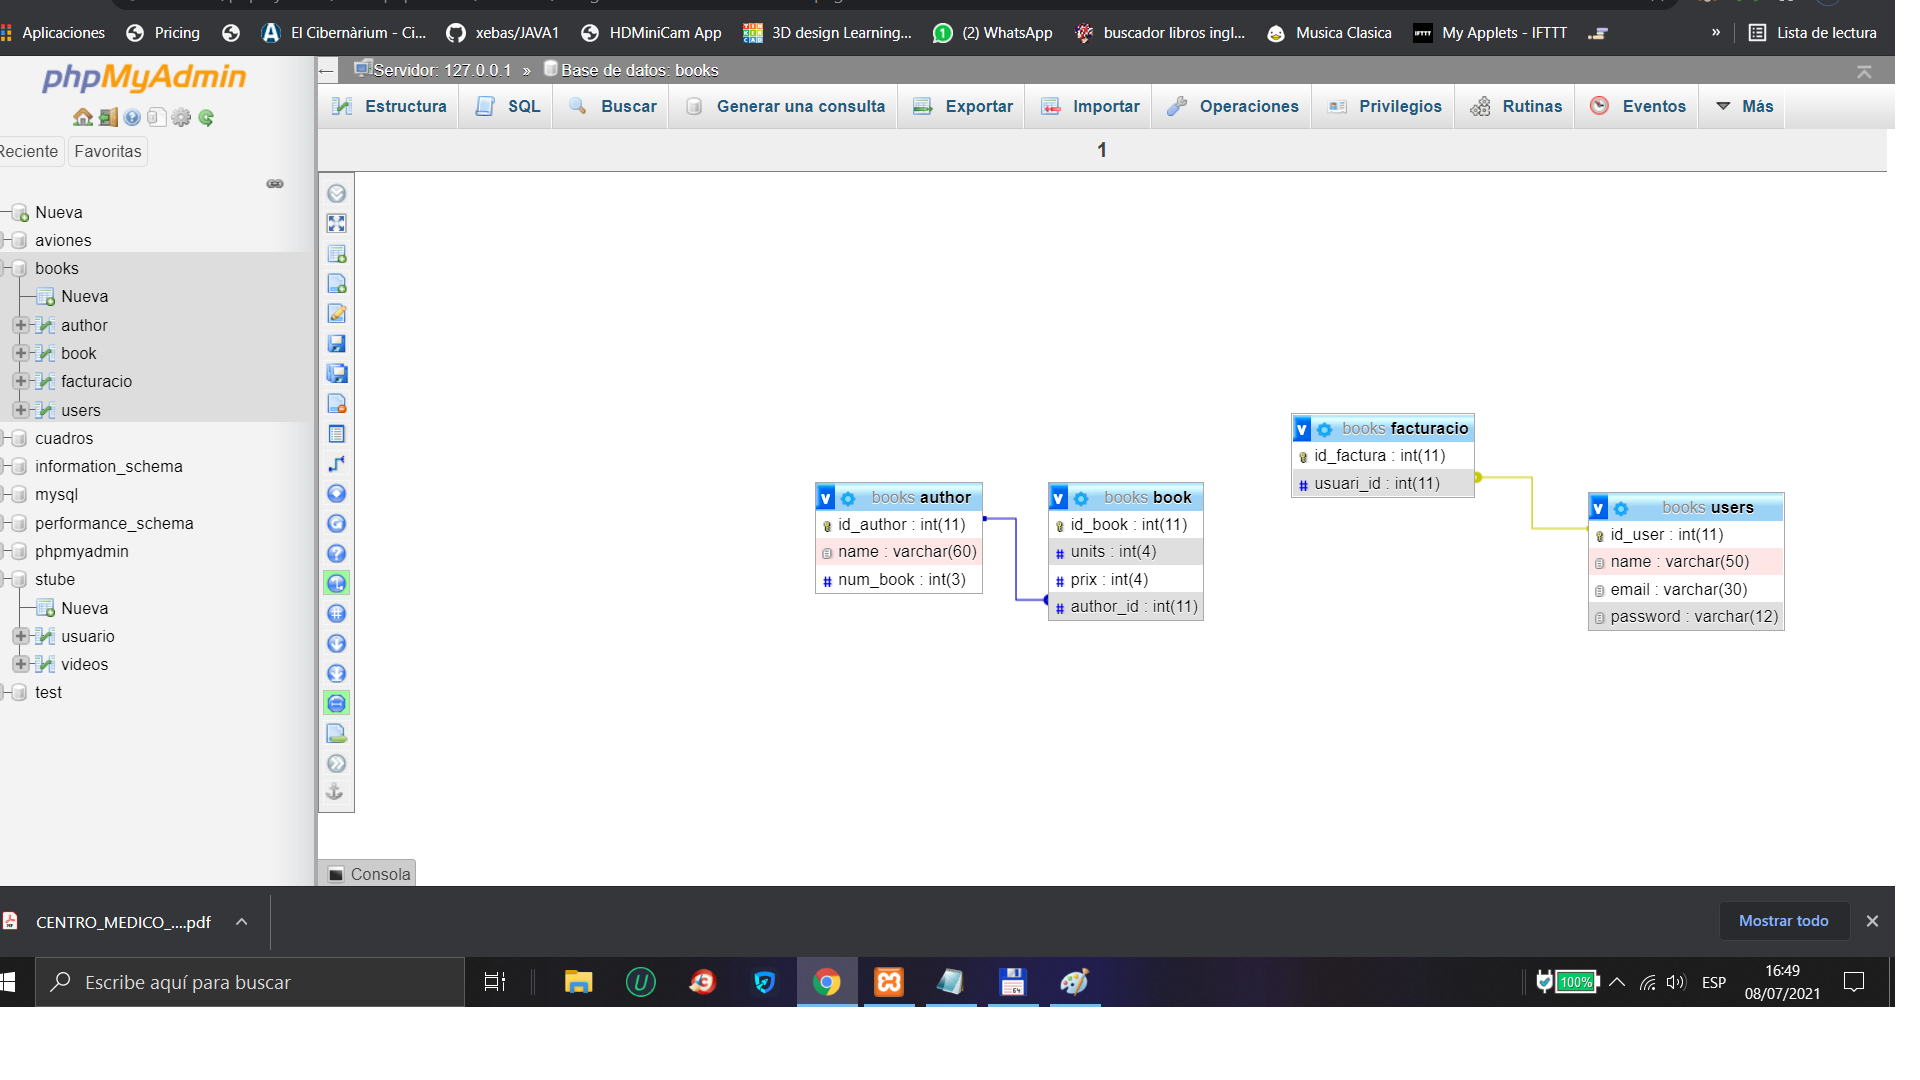 Aplicaciones
Pricing
El Cibernàrium - Ci...
xebas/JAVA1
HDMiniCam App
3D design Learning...
(2) WhatsApp
buscador libros ingl...
Musica Clasica
My Applets - IFTTT
»
Lista de lectura
phpMyAdmin
Reciente
Favoritas
Nueva
aviones
books
Nueva
author
book
facturacio
users
cuadros
information_schema
mysql
performance_schema
phpmyadmin
stube
Nueva
usuario
videos
test
Servidor: 127.0.0.1 » Base de datos: books
Estructura
SQL
Buscar
Generar una consulta
Exportar
Importar
Operaciones
Privilegios
Rutinas
Eventos
Más
1
v books author
id_author : int(11)
name : varchar(60)
# num_book : int(3)
v books book
id_book : int(11)
# units : int(4)
# prix : int(4)
# author_id : int(11)
v books facturacio
id_factura : int(11)
# usuari_id : int(11)
v books users
id_user : int(11)
name : varchar(50)
email : varchar(30)
password : varchar(12)
Consola
CENTRO_MEDICO_....pdf
Mostrar todo
Escribe aquí para buscar
64
100%
ESP
16:49
08/07/2021